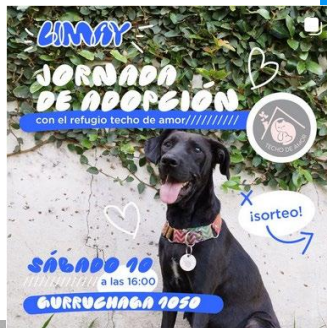 LIMAY
JORNADA
DE ADOPCIÓN
con el refugio techo de amor//////////
TECHO DE AMOR
¡sorteo!
SÁBADO 10
a las 16:00
GURRUCHAGA 1050